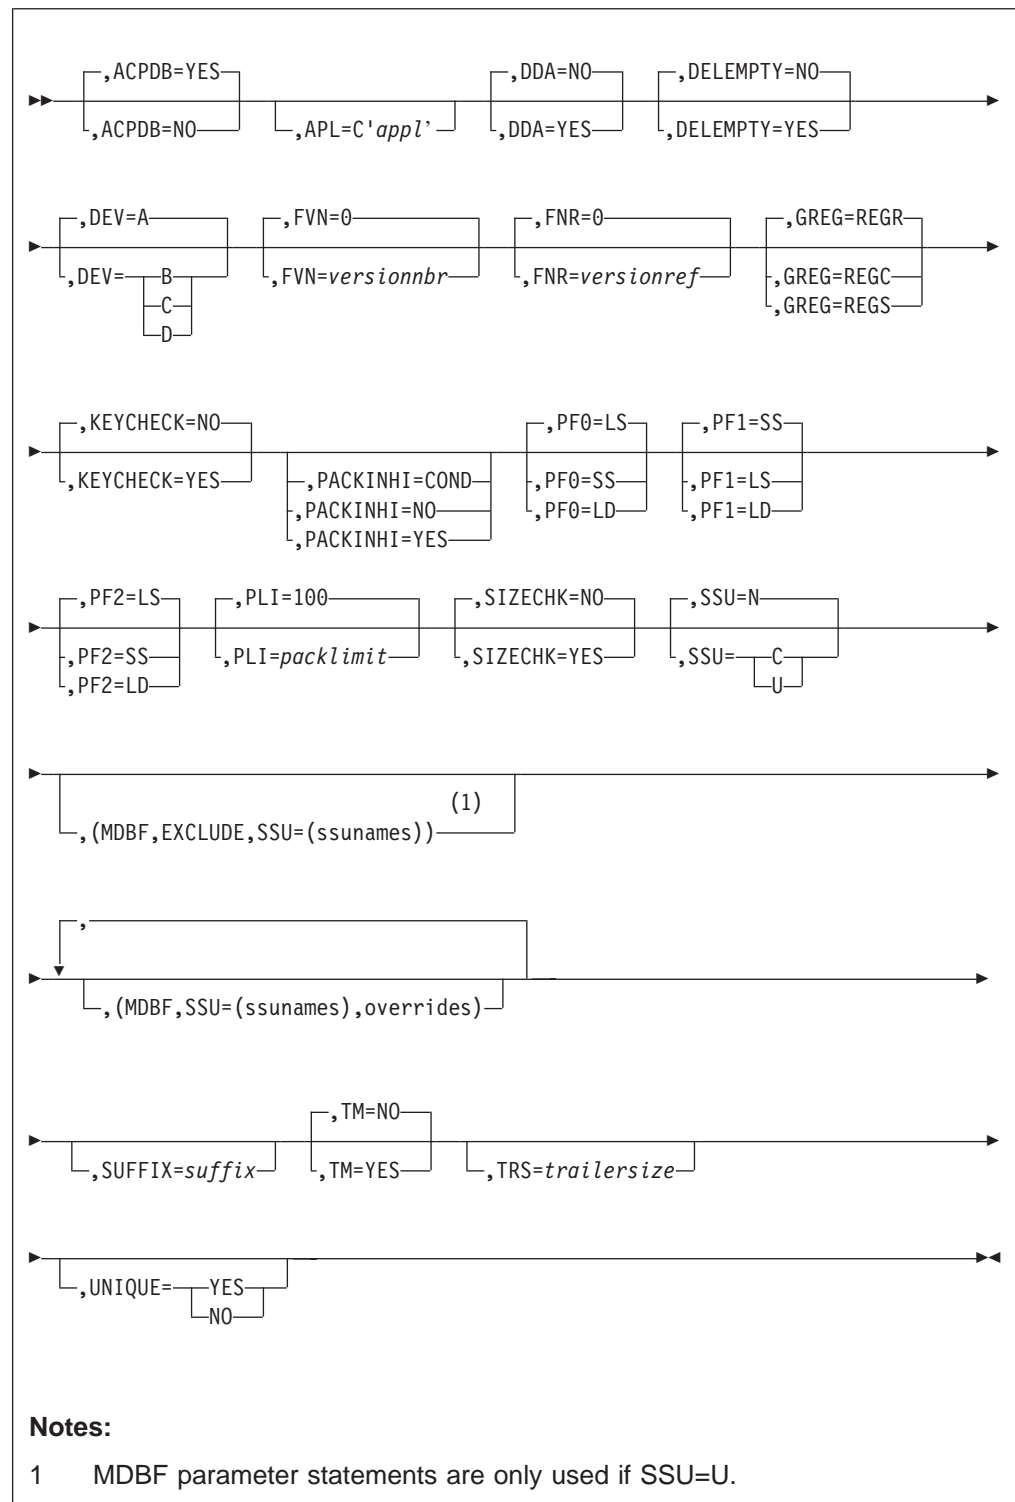 ,ACPDB=YES ,DDA=NO ,DELEMPTY=NO
,ACPDB=NO ,APL=C'appl’ ,DDA=YES ,DELEMPTY=YES
,DEV=A ,FVN=0 ,FNR=0 ,GREG=REGR
,DEV= B ,FVN=versionnbr ,FNR=versionref ,GREG=REGC
C ,GREG=REGS
D
,KEYCHECK=NO ,PF0=LS ,PF1=SS
,KEYCHECK=YES ,PACKINHI=COND ,PF0=SS ,PF1=LS
,PACKINHI=NO ,PF0=LD ,PF1=LD
,PACKINHI=YES
,PF2=LS ,PLI=100 ,SIZECHK=NO ,SSU=N
,PF2=SS ,PLI=packlimit ,SIZECHK=YES ,SSU= C
,PF2=LD U
(1)
,(MDBF,EXCLUDE,SSU=(ssunames))
,
,(MDBF,SSU=(ssunames),overrides)
,TM=NO
,SUFFIX=suffix ,TM=YES ,TRS=trailersize
,UNIQUE= YES
NO
Notes:
1 MDBF parameter statements are only used if SSU=U.